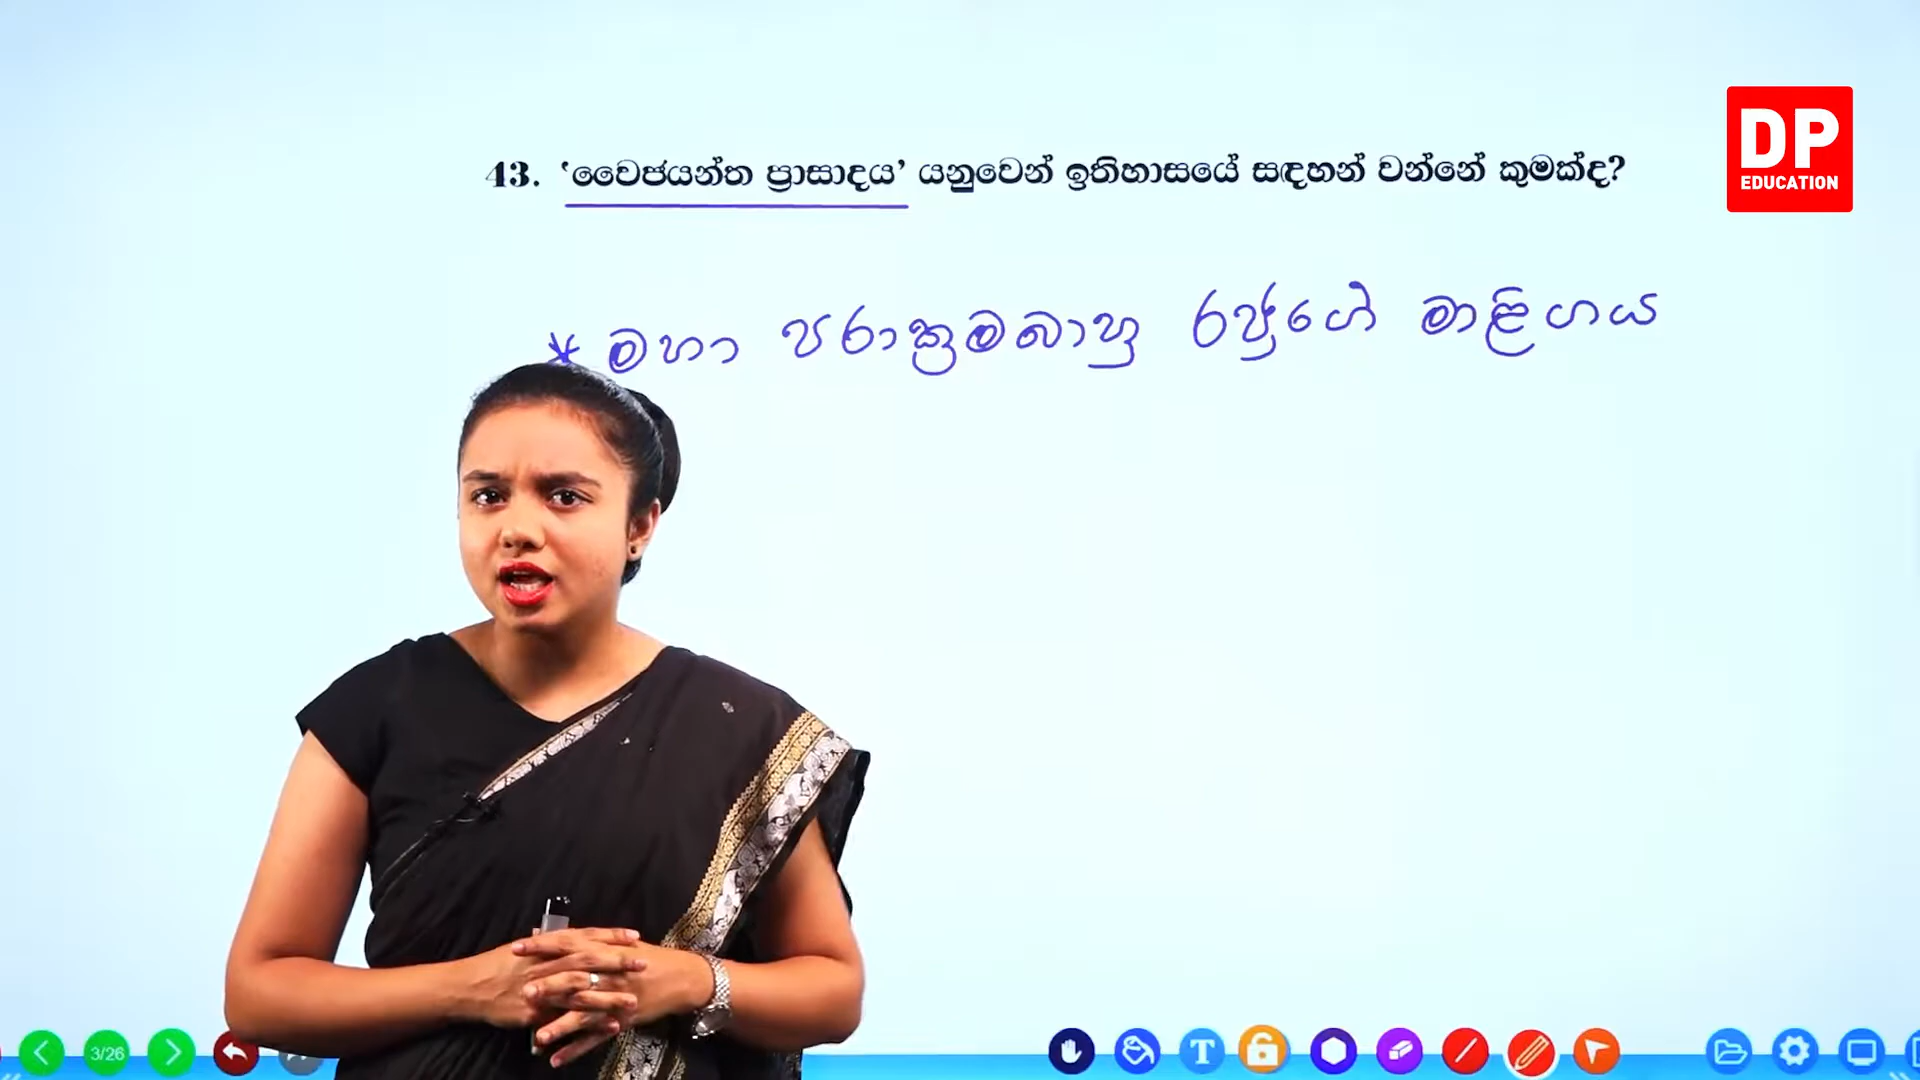 DP
EDUCATION
43. ‘වෛජයන්ත ප්‍රාසාදය’ යනුවෙන් ඉතිහාසයේ සඳහන් වන්නේ කුමක්ද?
* මහා පරාක්‍රමබාහු රජුගේ මාළිගය
3/26
T